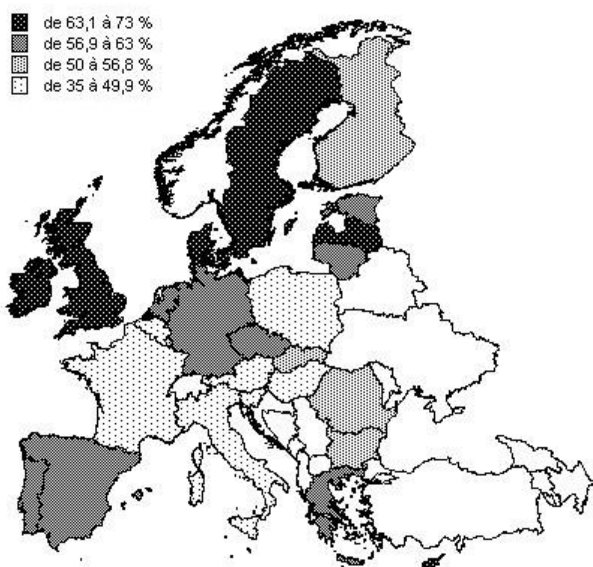 de 63,1 à 73 %
de 56,9 à 63 %
de 50 à 56,8 %
de 35 à 49,9 %